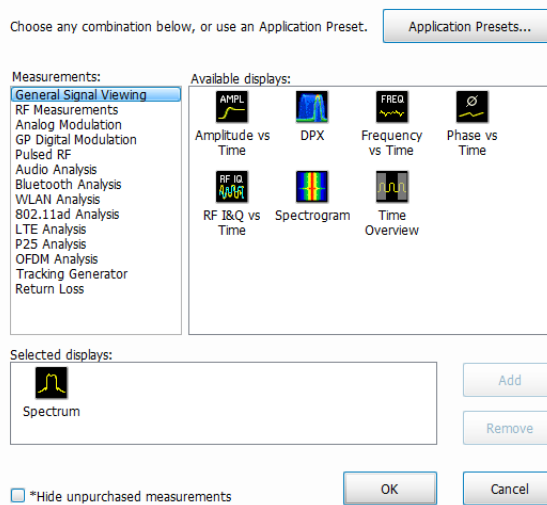 Choose any combination below, or use an Application Preset.
Application Presets...
Measurements:
General Signal Viewing
RF Measurements
Analog Modulation
GP Digital Modulation
Pulsed RF
Audio Analysis
Bluetooth Analysis
WLAN Analysis
802.11ad Analysis
LTE Analysis
P25 Analysis
OFDM Analysis
Tracking Generator
Return Loss
Available displays:
AMPL
Amplitude vs
Time
DPX
FREQ
Frequency
vs Time
Ø
Phase vs
Time
RF IQ
RF I&Q vs
Time
Spectrogram
Time
Overview
Selected displays:
Spectrum
Add
Remove
*Hide unpurchased measurements
OK
Cancel